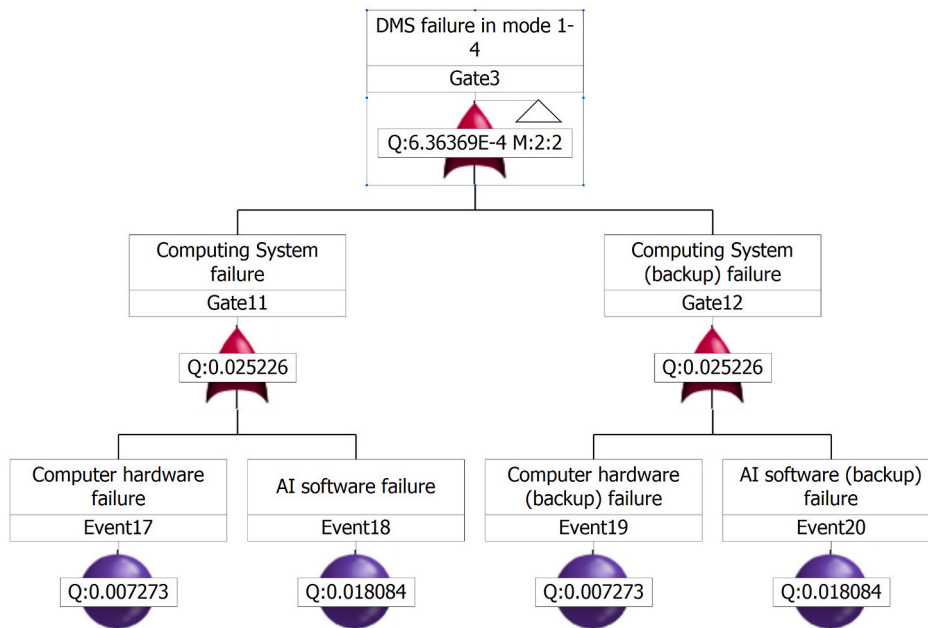 DMS failure in mode 1-
4
Gate3
Q:6.36369E-4 M:2:2
Computing System
failure
Gate11
Q:0.025226
Computing System
(backup) failure
Gate12
Q:0.025226
Computer hardware
failure
Event17
Q:0.007273
AI software failure
Event18
Q:0.018084
Computer hardware
(backup) failure
Event19
Q:0.007273
AI software (backup)
failure
Event20
Q:0.018084